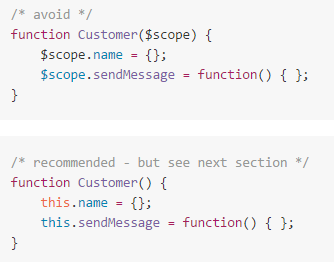 /* avoid */
function Customer($scope) {
    $scope.name = {};
    $scope.sendMessage = function() { };
}
/* recommended - but see next section */
function Customer() {
    this.name = {};
    this.sendMessage = function() { };
}